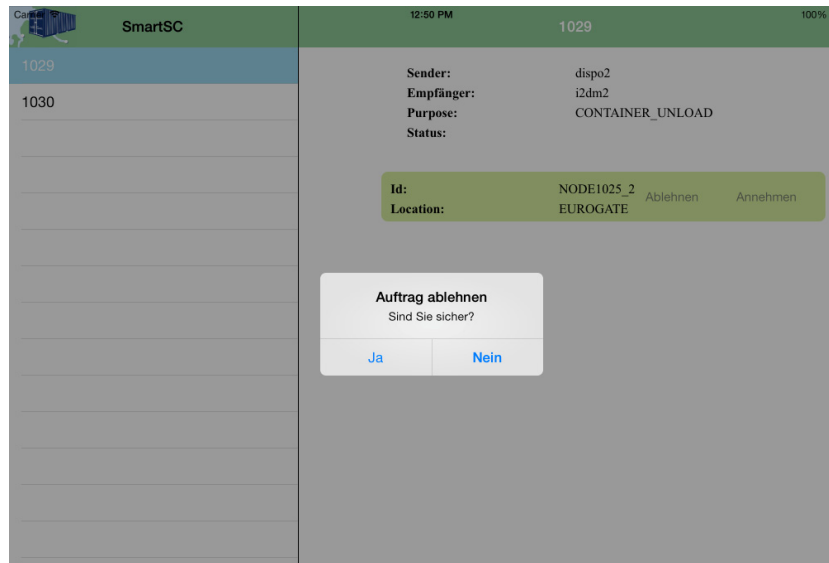 12:50 PM
100%
SmartSC
1029
1029
1030
Sender: dispo2
Empfänger: i2dm2
Purpose: CONTAINER_UNLOAD
Status:
Id: NODE1025_2
Location: EUROGATE
Ablehnen Annehmen
Auftrag ablehnen
Sind Sie sicher?
Ja Nein